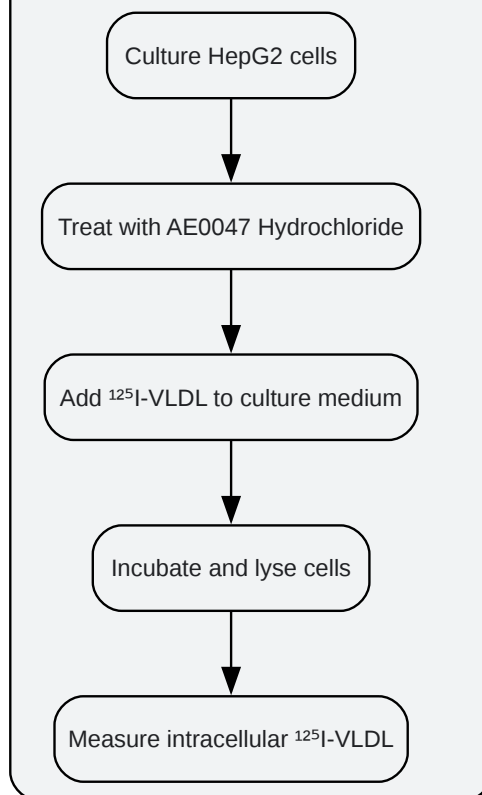 Culture HepG2 cells
Treat with AE0047 Hydrochloride
Add ¹²⁵I-VLDL to culture medium
Incubate and lyse cells
Measure intracellular ¹²⁵I-VLDL